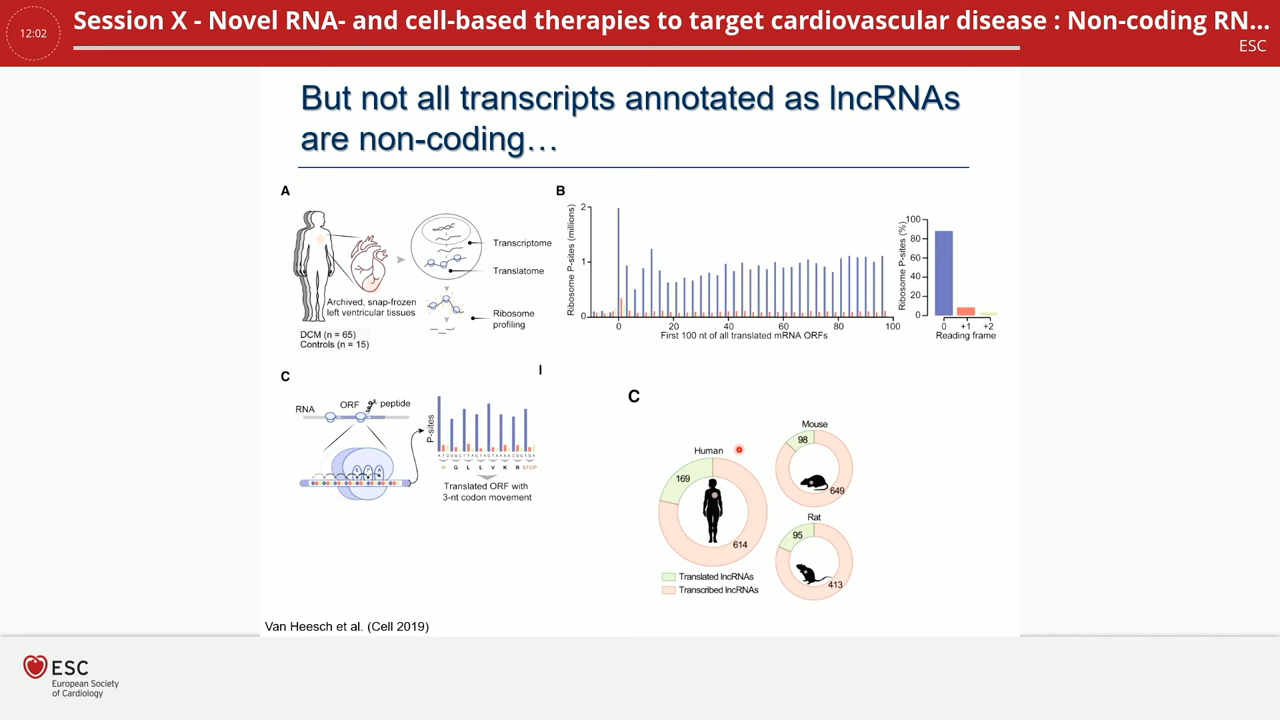 12:02
Session X - Novel RNA- and cell-based therapies to target cardiovascular disease : Non-coding RN...
ESC
But not all transcripts annotated as lncRNAs
are non-coding...
A
Transcriptome
Translatome
Archived, snap-frozen
left ventricular tissues
Ribosome
profiling
DCM (n = 65)
Controls (n = 15)
B
Ribosome P-sites (millions)
2
1
0
0 20 40 60 80 100
First 100 nt of all translated mRNA ORFs
Ribosome P-sites (%)
100
80
60
40
20
0
0 +1 +2
Reading frame
C
RNA
ORF
peptide
P-sites
M G L L V K R STOP
Translated ORF with
3-nt codon movement
I
C
Human
169
614
Mouse
98
649
Rat
95
413
Translated lncRNAs
Transcribed lncRNAs
Van Heesch et al. (Cell 2019)
ESC
European Society
of Cardiology